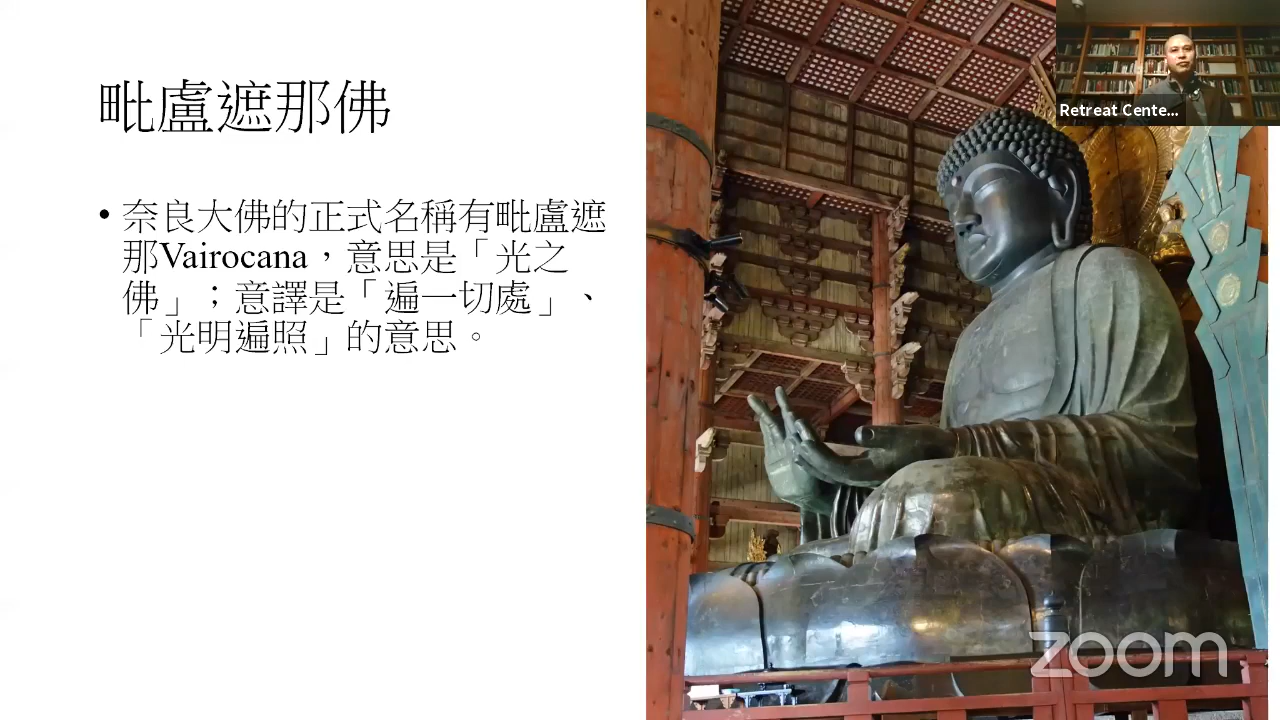 毗盧遮那佛
• 奈良大佛的正式名稱有毗盧遮
那Vairocana，意思是「光之
佛」；意譯是「遍一切處」、
「光明遍照」的意思。
Retreat Cente...
zoom